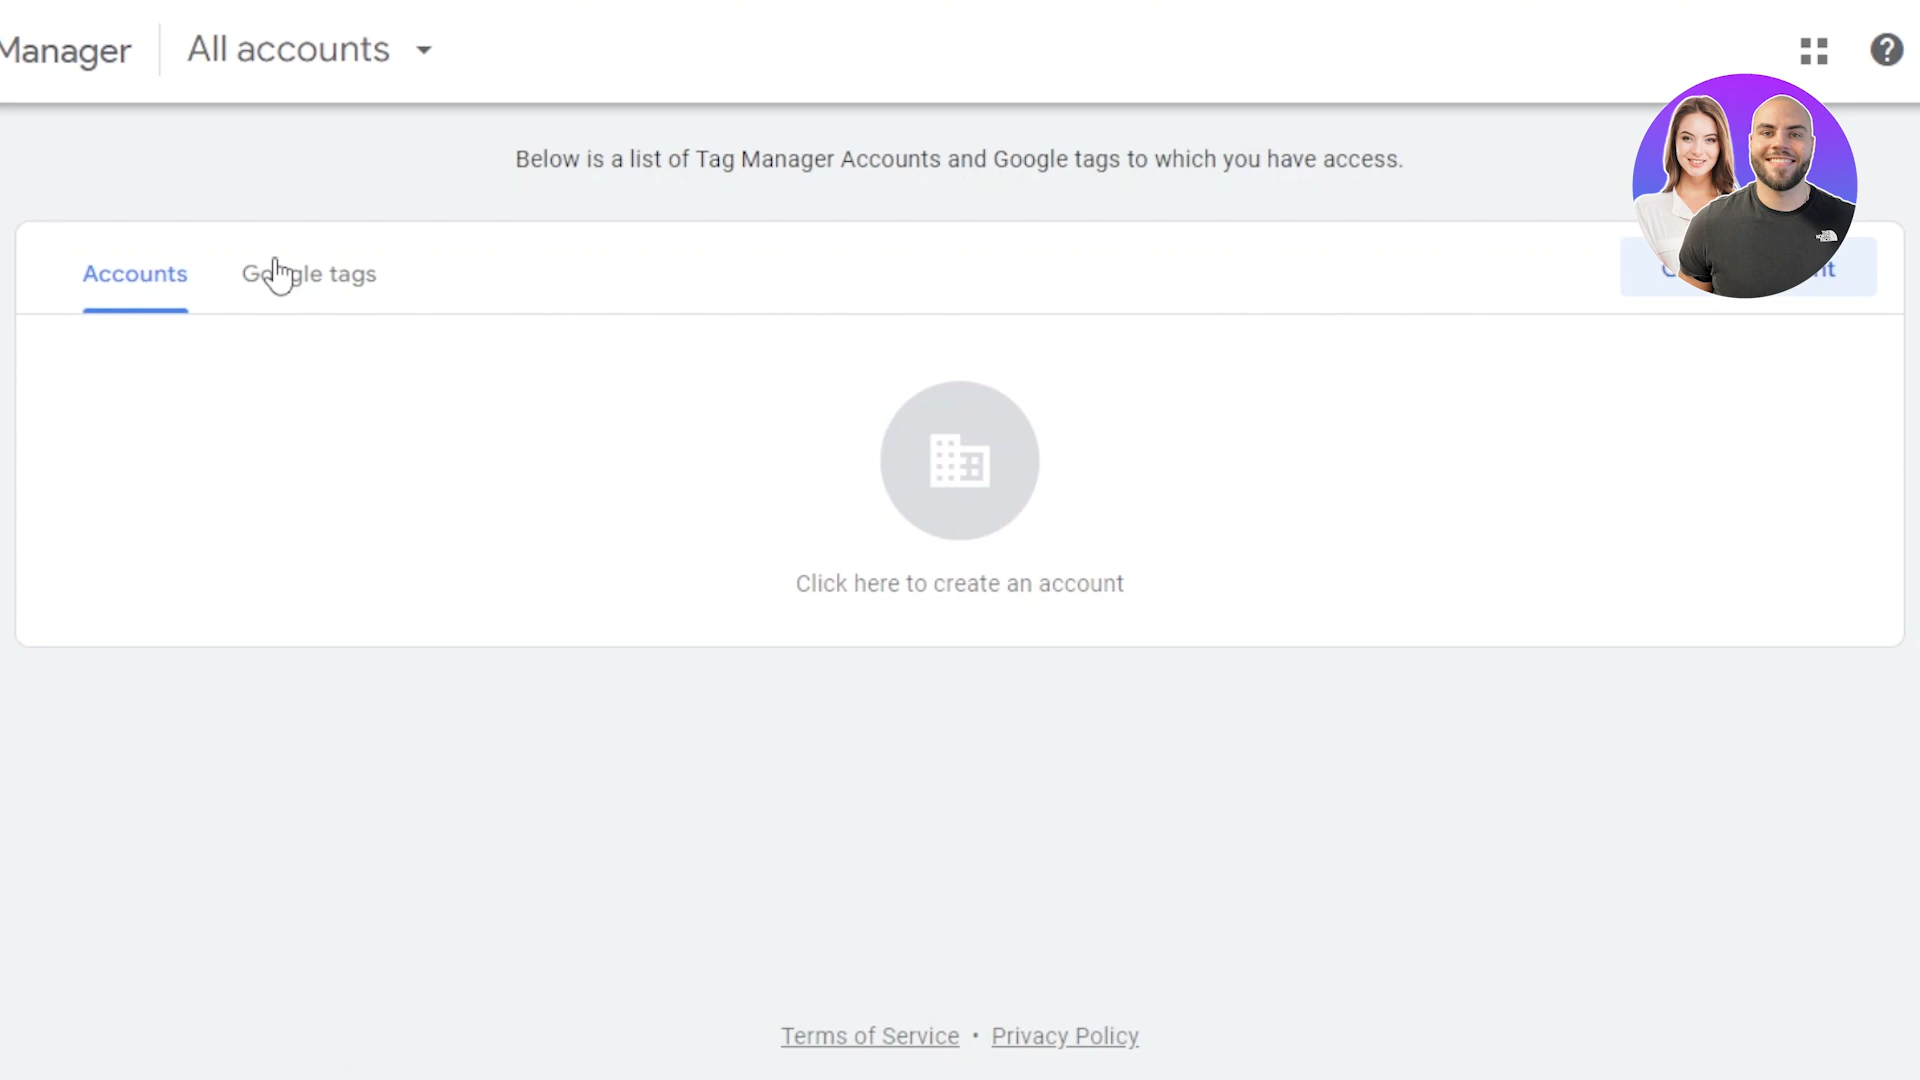 Manager
All accounts
Below is a list of Tag Manager Accounts and Google tags to which you have access.
Accounts
Google tags
Click here to create an account
Terms of Service • Privacy Policy